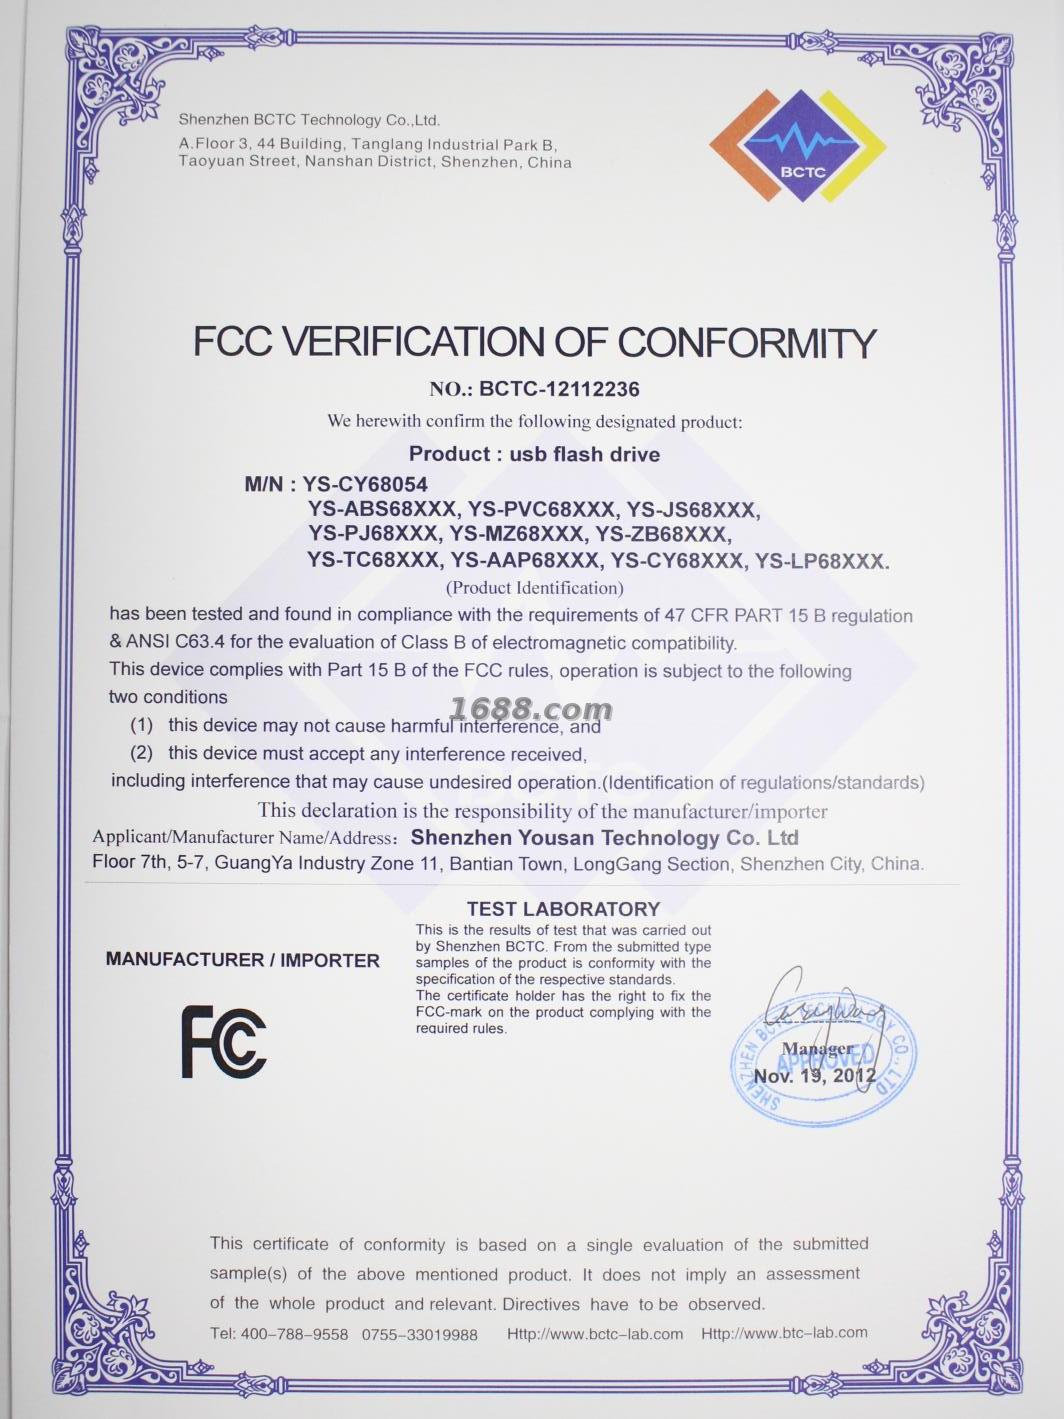 Shenzhen BCTC Technology Co.,Ltd.
A.Floor 3, 44 Building, Tanglang Industrial Park B,
Taoyuan Street, Nanshan District, Shenzhen, China
BCTC
FCC VERIFICATION OF CONFORMITY
NO.: BCTC-12112236
We herewith confirm the following designated product:
Product : usb flash drive
M/N : YS-CY68054
YS-ABS68XXX, YS-PVC68XXX, YS-JS68XXX,
YS-PJ68XXX, YS-MZ68XXX, YS-ZB68XXX,
YS-TC68XXX, YS-AAP68XXX, YS-CY68XXX, YS-LP68XXX.
(Product Identification)
has been tested and found in compliance with the requirements of 47 CFR PART 15 B regulation
& ANSI C63.4 for the evaluation of Class B of electromagnetic compatibility.
This device complies with Part 15 B of the FCC rules, operation is subject to the following
two conditions
1688.com
(1) this device may not cause harmful interference, and
(2) this device must accept any interference received,
including interference that may cause undesired operation.(Identification of regulations/standards)
This declaration is the responsibility of the manufacturer/importer
Applicant/Manufacturer Name/Address: Shenzhen Yousan Technology Co. Ltd
Floor 7th, 5-7, GuangYa Industry Zone 11, Bantian Town, LongGang Section, Shenzhen City, China.
TEST LABORATORY
This is the results of test that was carried out
by Shenzhen BCTC. From the submitted type
samples of the product is conformity with the
specification of the respective standards.
The certificate holder has the right to fix the
FCC-mark on the product complying with the
required rules.
MANUFACTURER / IMPORTER
FCC
SHENZHEN BCTC TECHNOLOGY CO., LTD
Manager
APPROVED
Nov. 19, 2012
This certificate of conformity is based on a single evaluation of the submitted
sample(s) of the above mentioned product. It does not imply an assessment
of the whole product and relevant. Directives have to be observed.
Tel: 400-788-9558 0755-33019988 Http://www.bctc-lab.com Http://www.btc-lab.com